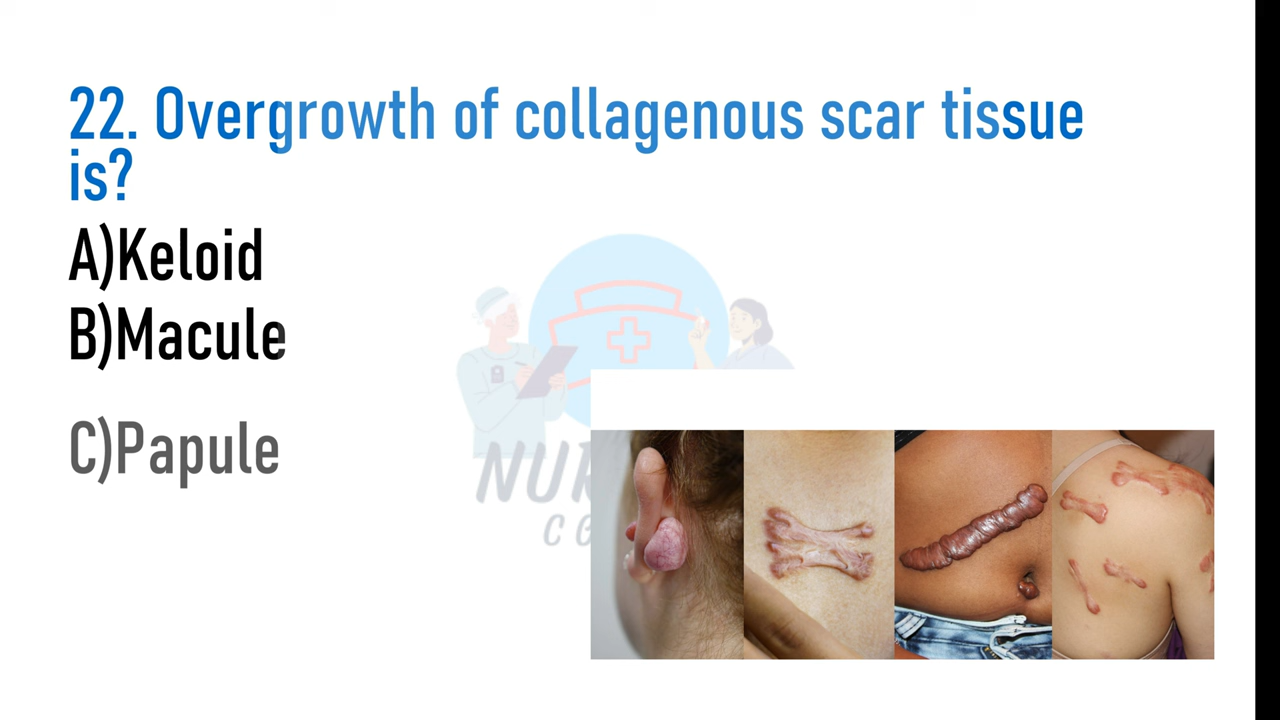 22. Overgrowth of collagenous scar tissue
is?
A)Keloid
B)Macule
C)Papule